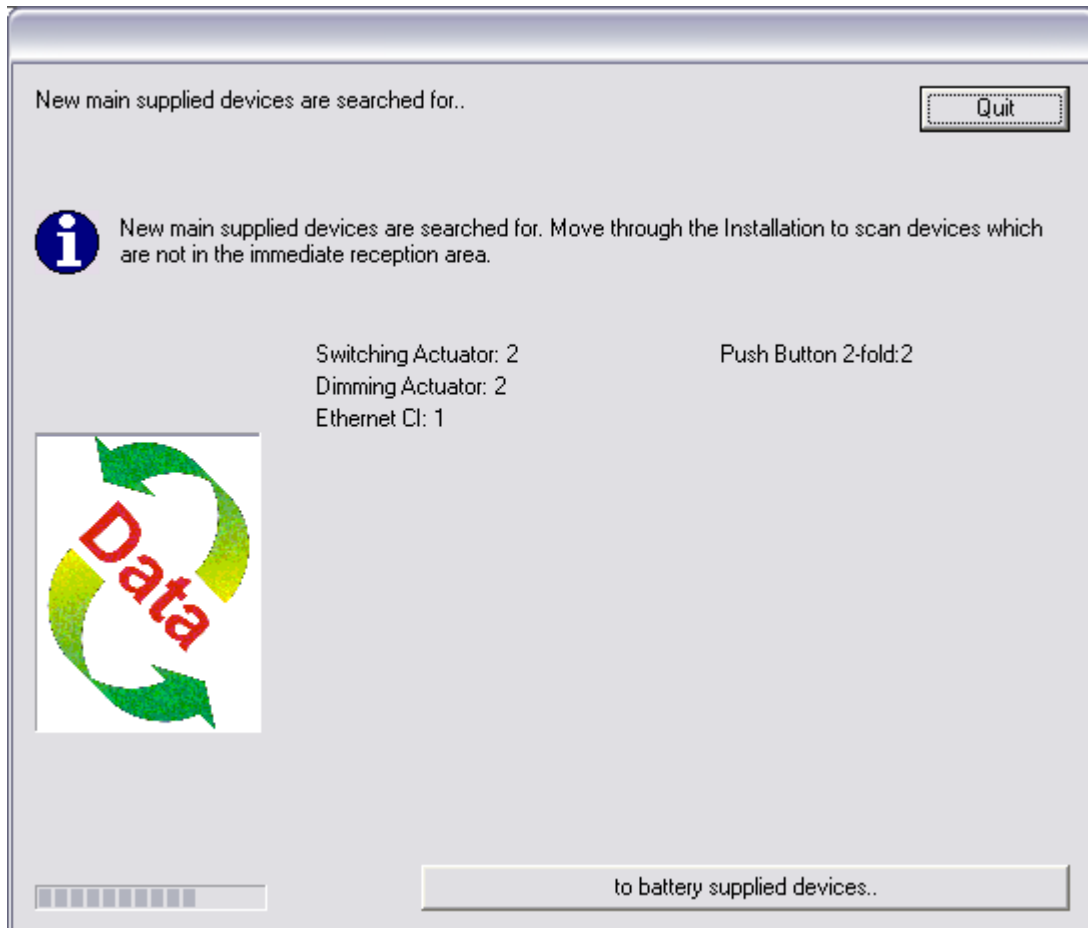 New main supplied devices are searched for..
Quit
New main supplied devices are searched for. Move through the Installation to scan devices which
are not in the immediate reception area.
Switching Actuator: 2
Push Button 2-fold:2
Dimming Actuator: 2
Ethernet CI: 1
Data
to battery supplied devices..